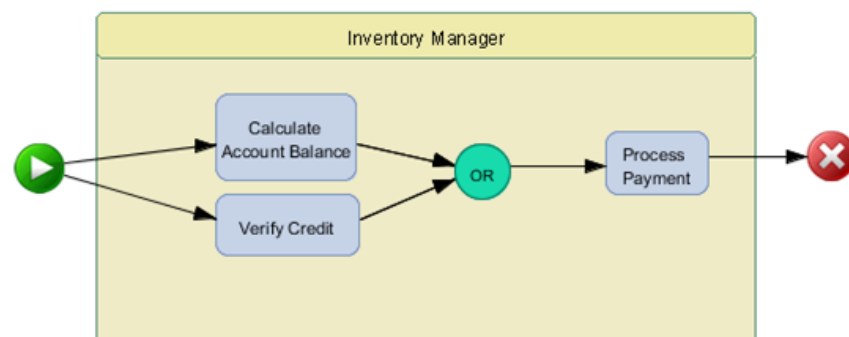 Inventory Manager
Calculate
Account Balance
Verify Credit
OR
Process
Payment